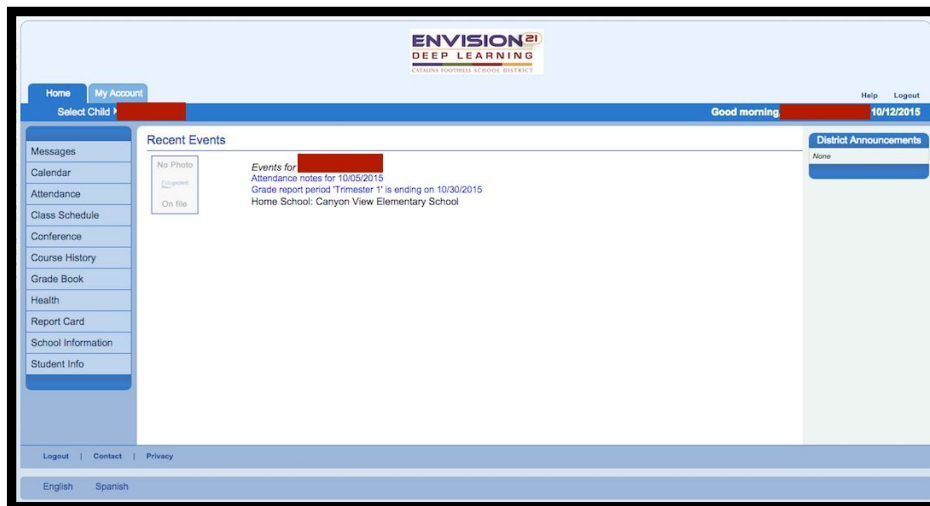 ENVISION21
DEEP LEARNING
CATALINA FOOTHILLS SCHOOL DISTRICT
Home My Account
Help Logout
Select Child
Good morning, 10/12/2015
Messages
Calendar
Attendance
Class Schedule
Conference
Course History
Grade Book
Health
Report Card
School Information
Student Info
Recent Events
No Photo
On file
Events for
Attendance notes for 10/05/2015
Grade report period 'Trimester 1' is ending on 10/30/2015
Home School: Canyon View Elementary School
District Announcements
None
Logout | Contact | Privacy
English Spanish